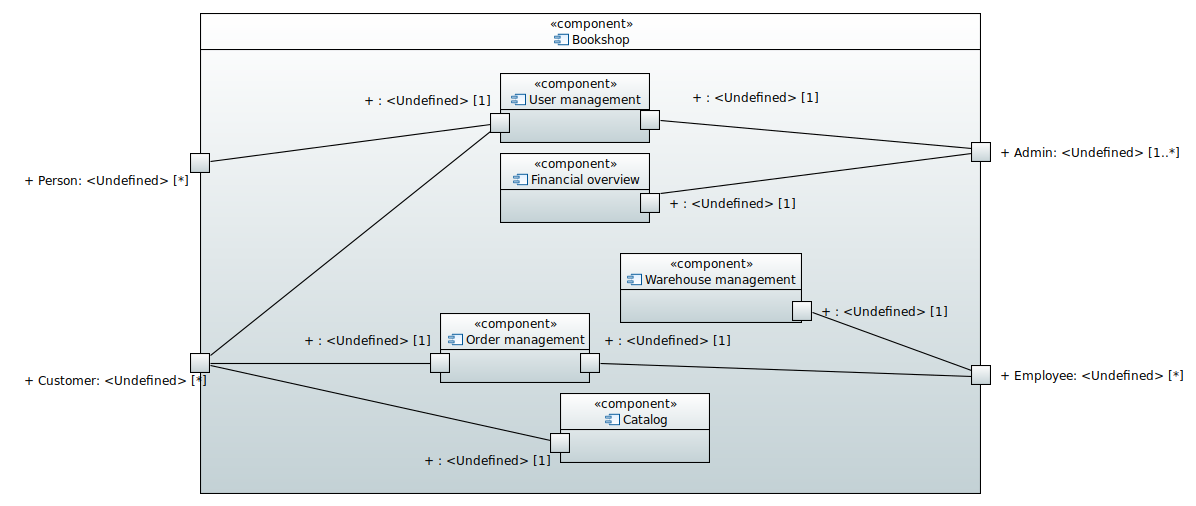 «component»
Bookshop
«component»
User management
+ : <Undefined> [1]
+ : <Undefined> [1]
+ Person: <Undefined> [*]
+ Admin: <Undefined> [1..*]
«component»
Financial overview
+ : <Undefined> [1]
«component»
Warehouse management
+ : <Undefined> [1]
«component»
Order management
+ : <Undefined> [1]
+ : <Undefined> [1]
+ Customer: <Undefined> [*]
+ Employee: <Undefined> [*]
«component»
Catalog
+ : <Undefined> [1]